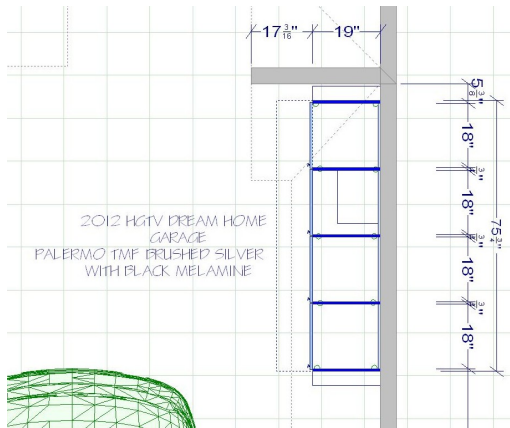 17 3/16" 19"
5 3/8"
18"
3/4"
18"
3/4"
75 3/4"
18"
3/4"
18"
2012 HGTV DREAM HOME
GARAGE
PALERMO TMF BRUSHED SILVER
WITH BLACK MELAMINE